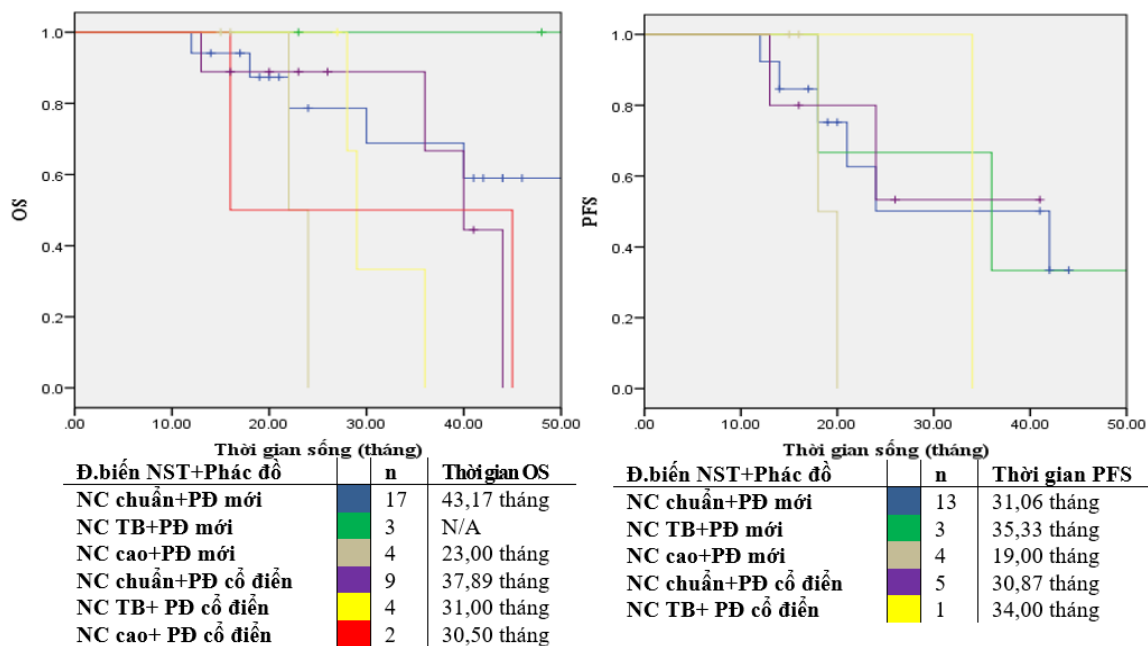 OS
1.0
0.8
0.6
0.4
0.2
0.0
.00 10.00 20.00 30.00 40.00 50.00
Thời gian sống (tháng)
Đ.biến NST+Phác đồ n Thời gian OS
NC chuẩn+PĐ mới 17 43,17 tháng
NC TB+PĐ mới 3 N/A
NC cao+PĐ mới 4 23,00 tháng
NC chuẩn+PĐ cổ điển 9 37,89 tháng
NC TB+ PĐ cổ điển 4 31,00 tháng
NC cao+ PĐ cổ điển 2 30,50 tháng
PFS
1.0
0.8
0.6
0.4
0.2
0.0
.00 10.00 20.00 30.00 40.00 50.00
Thời gian sống (tháng)
Đ.biến NST+Phác đồ n Thời gian PFS
NC chuẩn+PĐ mới 13 31,06 tháng
NC TB+PĐ mới 3 35,33 tháng
NC cao+PĐ mới 4 19,00 tháng
NC chuẩn+PĐ cổ điển 5 30,87 tháng
NC TB+ PĐ cổ điển 1 34,00 tháng